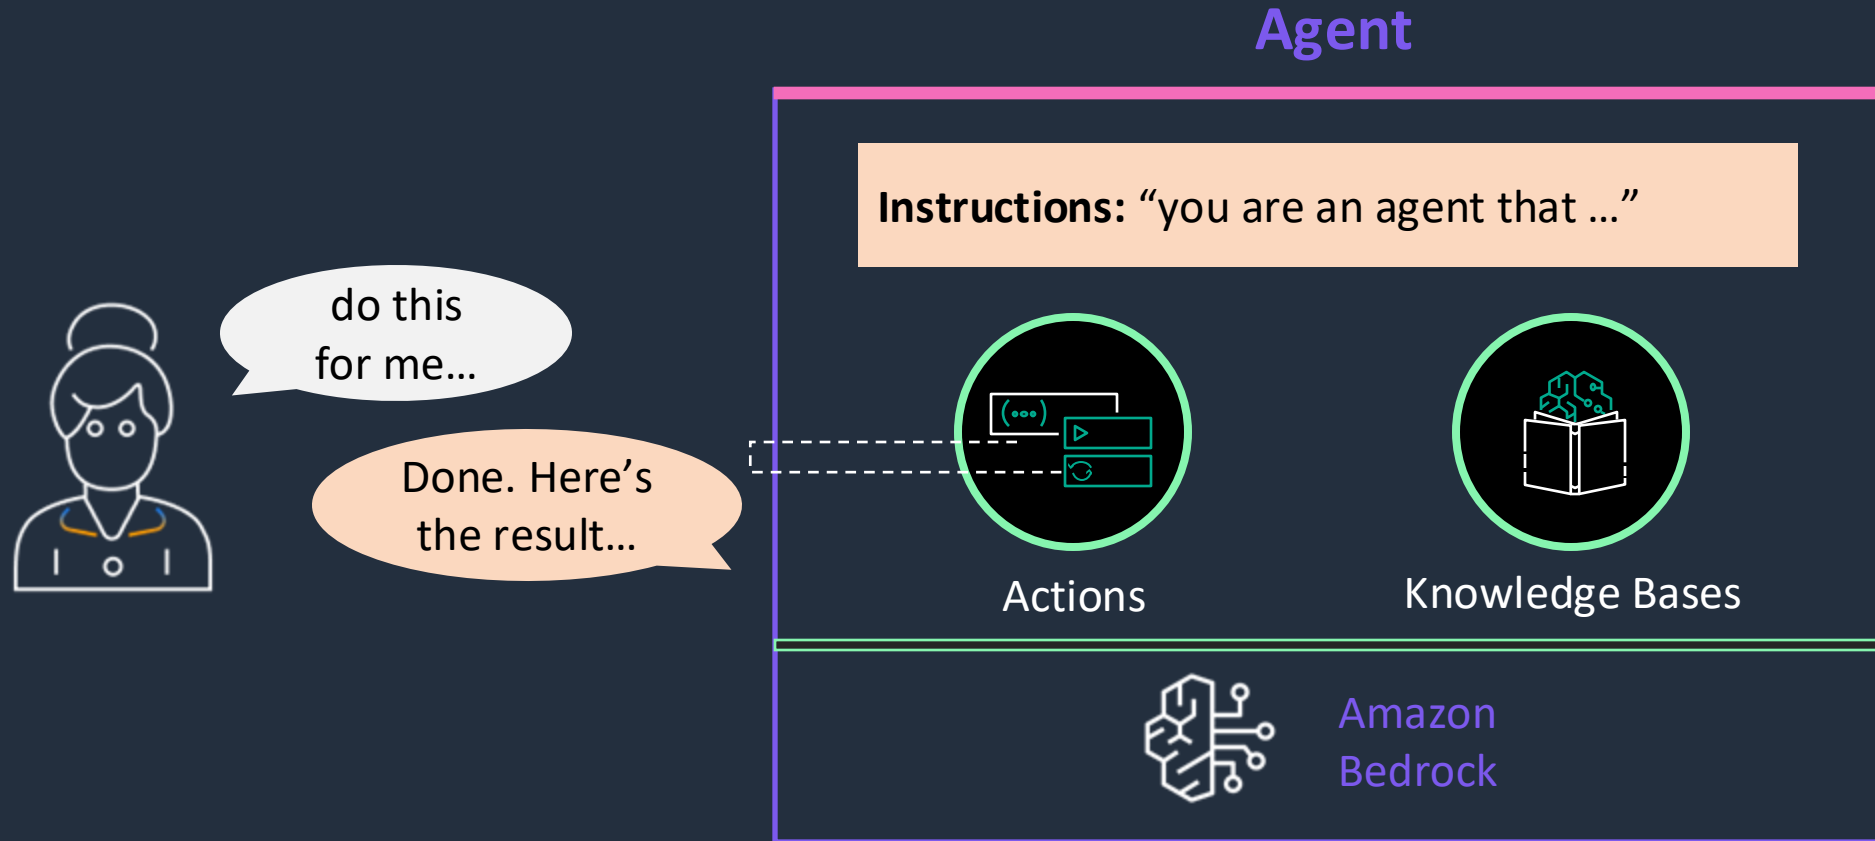 Agent
Instructions: “you are an agent that …”
do this
for me…
Done. Here’s
the result…
Actions
Knowledge Bases
Amazon
Bedrock